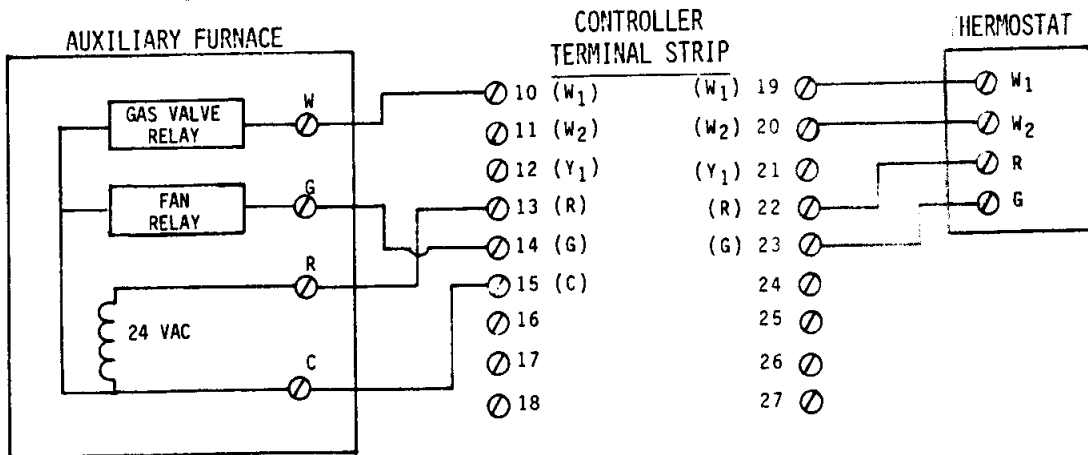 AUXILIARY FURNACE
CONTROLLER
TERMINAL STRIP
HERMOSTAT
GAS VALVE
RELAY
FAN
RELAY
24 VAC
W
G
R
C
10 (W1)
11 (W2)
12 (Y1)
13 (R)
14 (G)
15 (C)
16
17
18
(W1) 19
(W2) 20
(Y1) 21
(R) 22
(G) 23
24
25
26
27
W1
W2
R
G